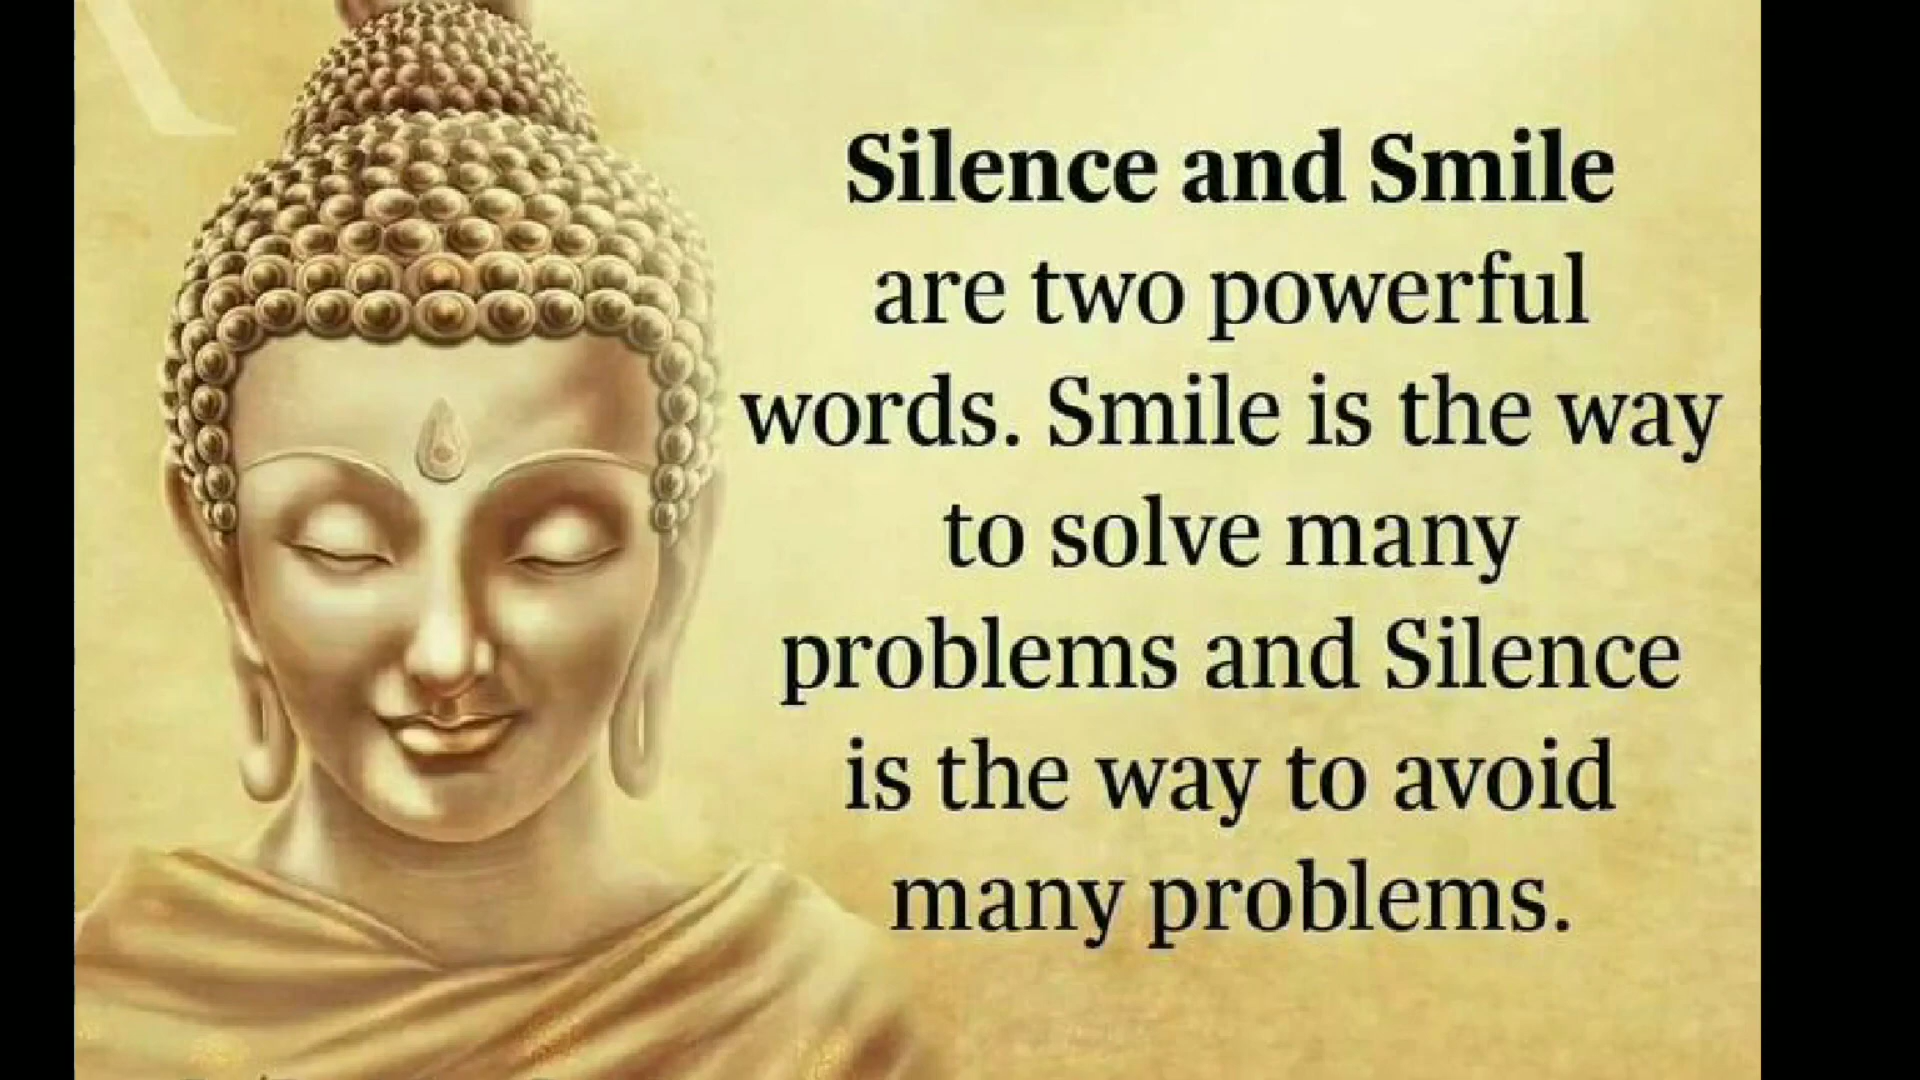 Silence and Smile
are two powerful
words. Smile is the way
to solve many
problems and Silence
is the way to avoid
many problems.